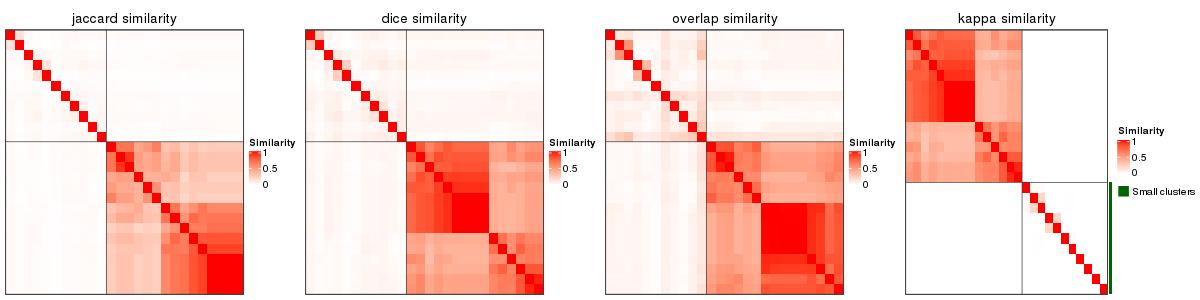 jaccard similarity
Similarity
1
0.5
0
dice similarity
Similarity
1
0.5
0
overlap similarity
Similarity
1
0.5
0
kappa similarity
Similarity
1
0.5
0
Small clusters